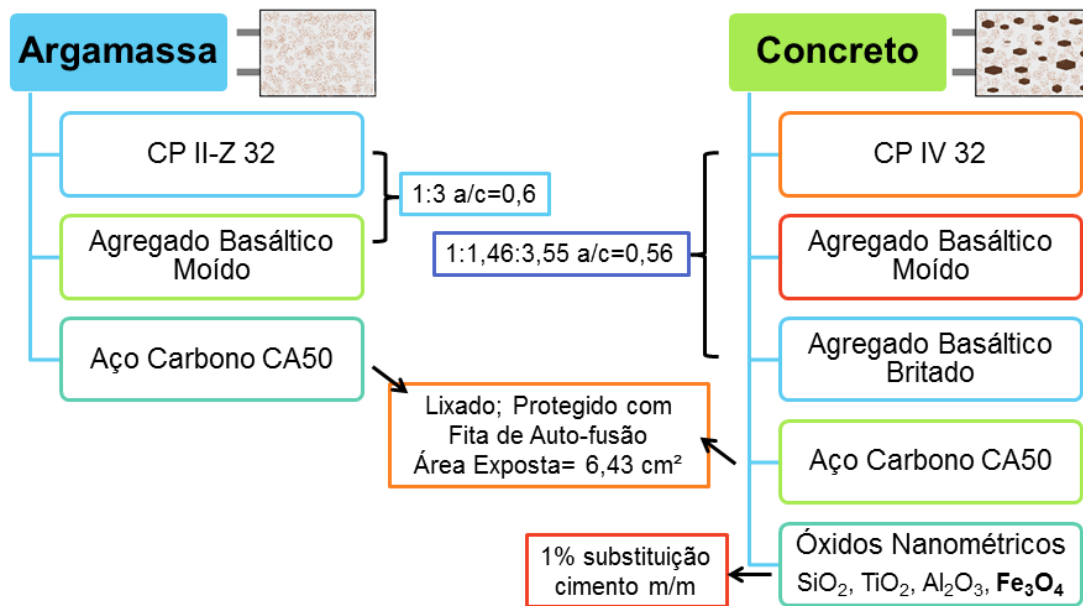 Argamassa
CP II-Z 32
Agregado Basáltico
Moído
Aço Carbono CA50
1:3 a/c=0,6
1:1,46:3,55 a/c=0,56
Lixado; Protegido com
Fita de Auto-fusão
Área Exposta= 6,43 cm²
Concreto
CP IV 32
Agregado Basáltico
Moído
Agregado Basáltico
Britado
Aço Carbono CA50
Óxidos Nanométricos
SiO₂, TiO₂, Al₂O₃, Fe₃O₄
1% substituição
cimento m/m